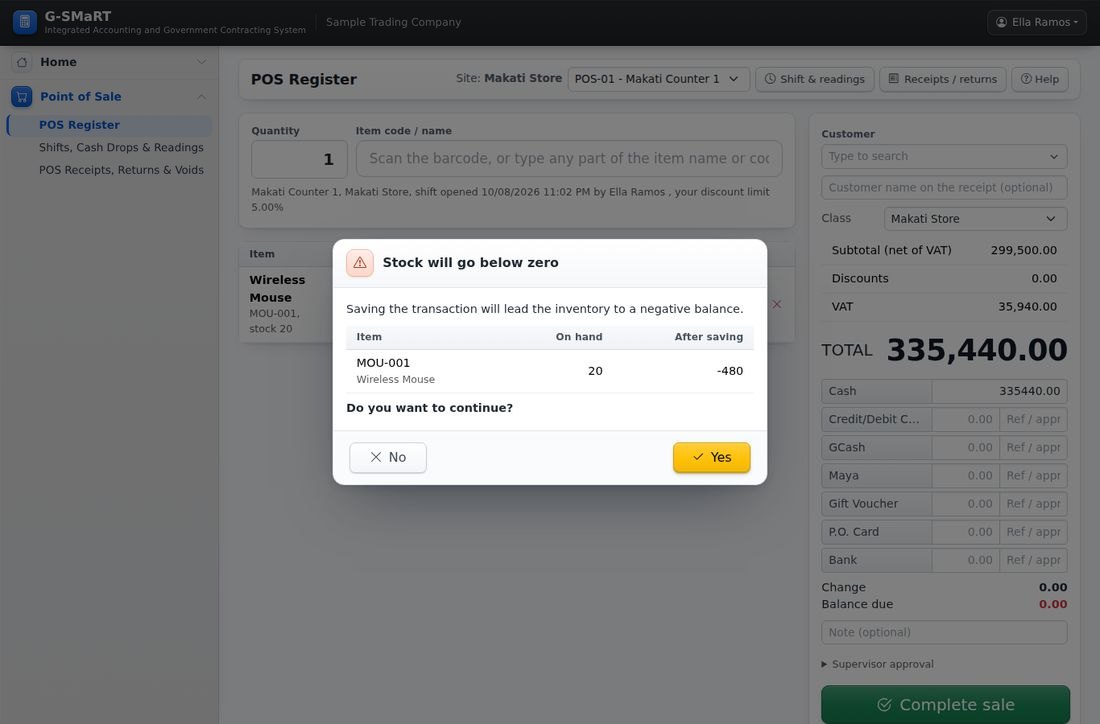 G-SMaRT
Integrated Accounting and Government Contracting System
Sample Trading Company
Ella Ramos
Home
Point of Sale
POS Register
Shifts, Cash Drops & Readings
POS Receipts, Returns & Voids
POS Register
Site: Makati Store
POS-01 - Makati Counter 1
Shift & readings
Receipts / returns
Help
Quantity
Item code / name
1
Scan the barcode, or type any part of the item name or coc
Makati Counter 1, Makati Store, shift opened 10/08/2026 11:02 PM by Ella Ramos , your discount limit
5.00%
Item
Wireless
Mouse
MOU-001,
stock 20
Stock will go below zero
Saving the transaction will lead the inventory to a negative balance.
Item On hand After saving
MOU-001
Wireless Mouse
20 -480
Do you want to continue?
No
Yes
Customer
Type to search
Customer name on the receipt (optional)
Class Makati Store
Subtotal (net of VAT) 299,500.00
Discounts 0.00
VAT 35,940.00
TOTAL 335,440.00
Cash 335440.00
Credit/Debit C... 0.00 Ref / appr
GCash 0.00 Ref / appr
Maya 0.00 Ref / appr
Gift Voucher 0.00 Ref / appr
P.O. Card 0.00 Ref / appr
Bank 0.00 Ref / appr
Change 0.00
Balance due 0.00
Note (optional)
Supervisor approval
Complete sale